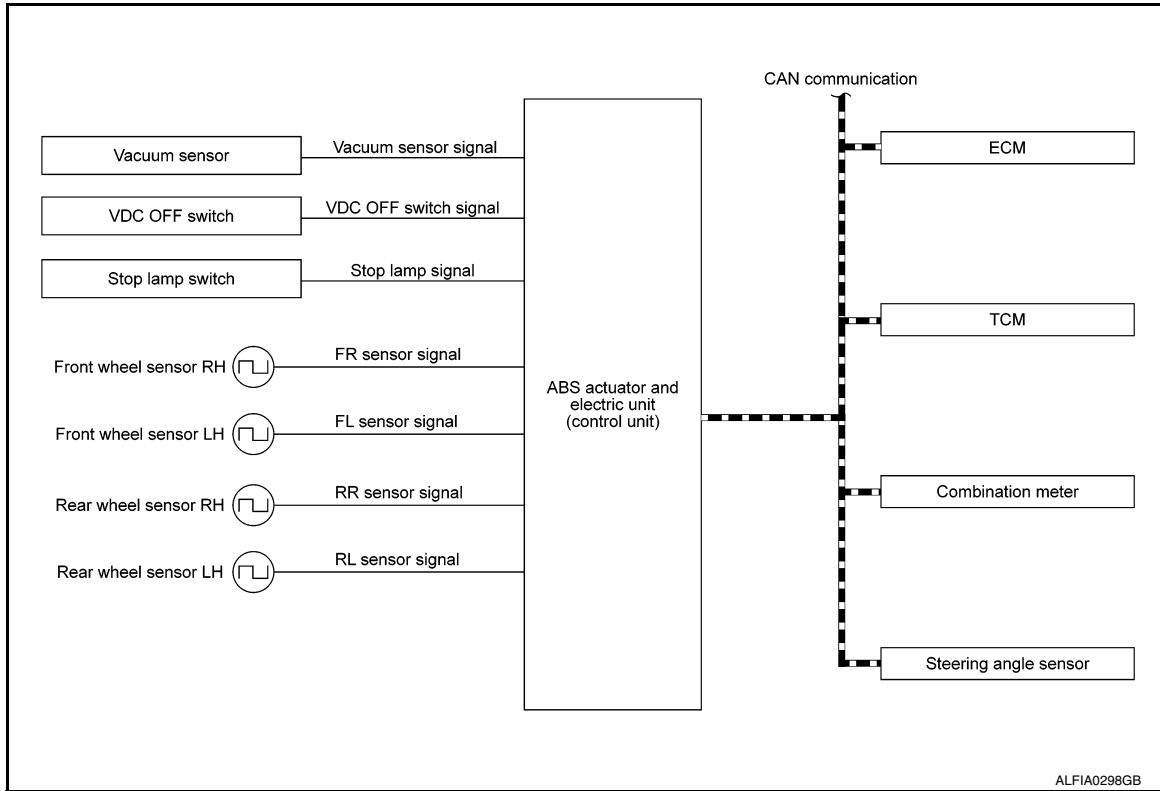 CAN communication
Vacuum sensor
Vacuum sensor signal
ECM
VDC OFF switch
VDC OFF switch signal
Stop lamp switch
Stop lamp signal
TCM
Front wheel sensor RH
FR sensor signal
ABS actuator and
electric unit
(control unit)
Front wheel sensor LH
FL sensor signal
Rear wheel sensor RH
RR sensor signal
Combination meter
Rear wheel sensor LH
RL sensor signal
Steering angle sensor
ALFIA0298GB